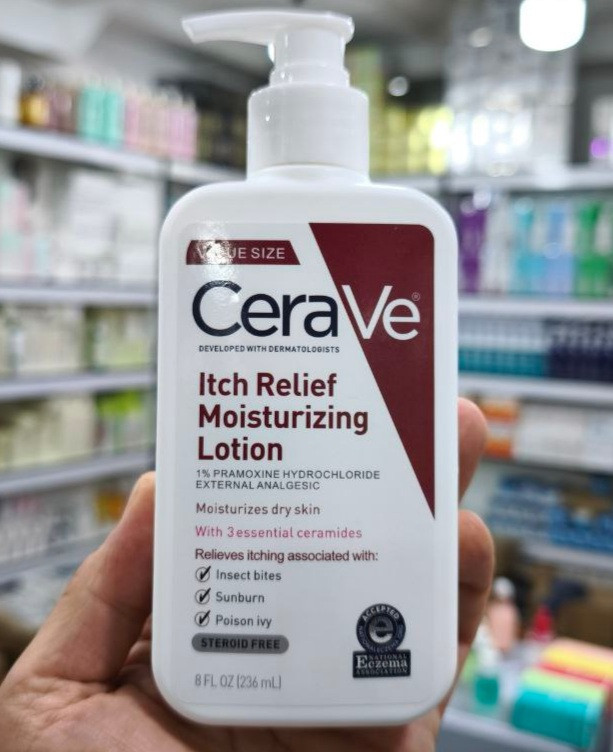 VALUE SIZE
CeraVe®
DEVELOPED WITH DERMATOLOGISTS
Itch Relief
Moisturizing
Lotion
1% PRAMOXINE HYDROCHLORIDE
EXTERNAL ANALGESIC
Moisturizes dry skin
With 3 essential ceramides
Relieves itching associated with:
Insect bites
Sunburn
Poison ivy
STEROID FREE
ACCEPTED
e
NATIONAL
Eczema
ASSOCIATION
8 FL OZ (236 mL)